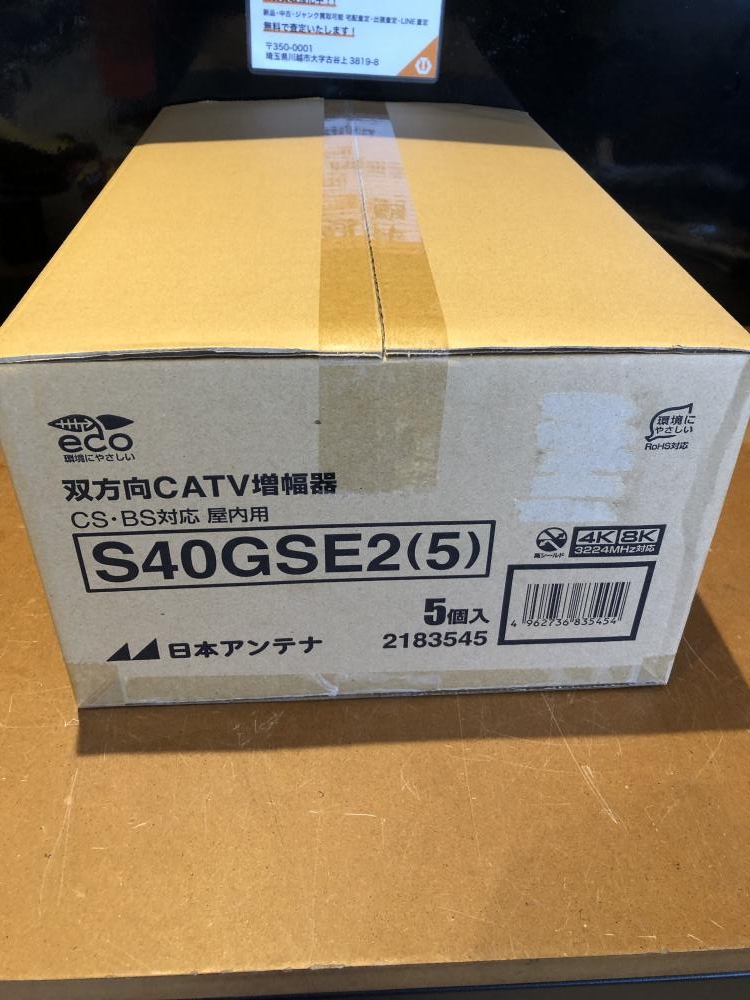 新品・中古・ジャンク買取可能 宅配査定・出張査定・LINE査定
無料で査定いたします!
〒350-0001
埼玉県川越市大字古谷上 3819-8
eco
環境にやさしい
環境に
やさしい
RoHS対応
双方向CATV増幅器
CS・BS対応 屋内用
S40GSE2(5)
高シールド
4K 8K
3224MHz対応
5個入
2183545
4 962736 835454
日本アンテナ